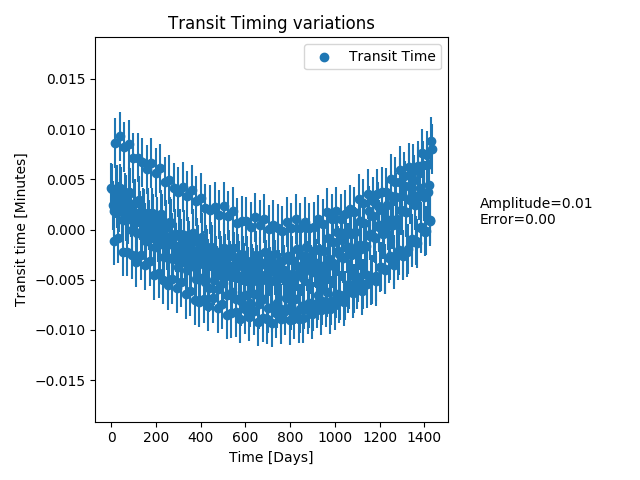 Transit Timing variations
Transit Time
0.015
0.010
0.005
0.000
−0.005
−0.010
−0.015
Transit time [Minutes]
0 200 400 600 800 1000 1200 1400
Time [Days]
Amplitude=0.01
Error=0.00